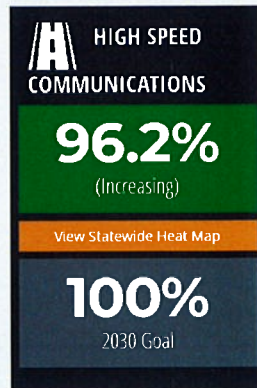 HIGH SPEED
COMMUNICATIONS
96.2%
(Increasing)
View Statewide Heat Map
100%
2030 Goal